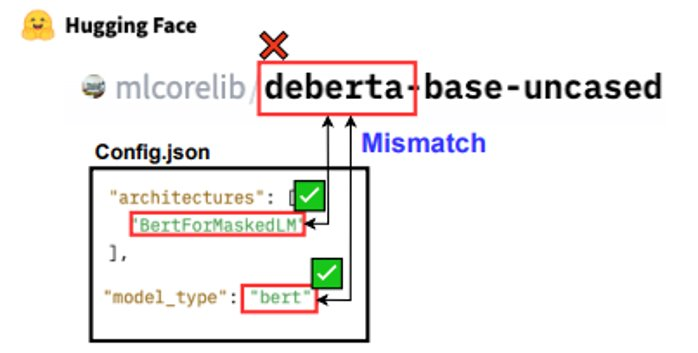 Hugging Face
mlcorelib/deberta-base-uncased
Mismatch
Config.json
"architectures": [
"BertForMaskedLM"
],
"model_type": "bert"